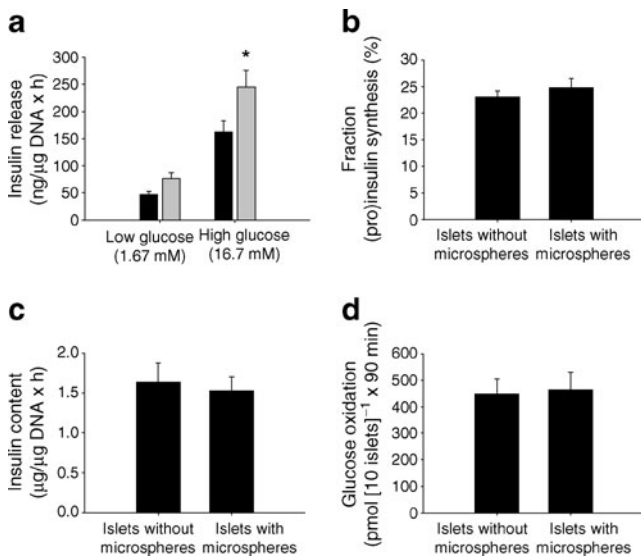 a
Insulin release
(ng/µg DNA x h)
300
250
200
150
100
50
0
*
Low glucose
(1.67 mM)
High glucose
(16.7 mM)
b
Fraction
(pro)insulin synthesis (%)
30
25
20
15
10
5
0
Islets without
microspheres
Islets with
microspheres
c
Insulin content
(µg/µg DNA x h)
2.0
1.5
1.0
0.5
0.0
Islets without
microspheres
Islets with
microspheres
d
Glucose oxidation
(pmol [10 islets]⁻¹ x 90 min)
600
500
400
300
200
100
0
Islets without
microspheres
Islets with
microspheres